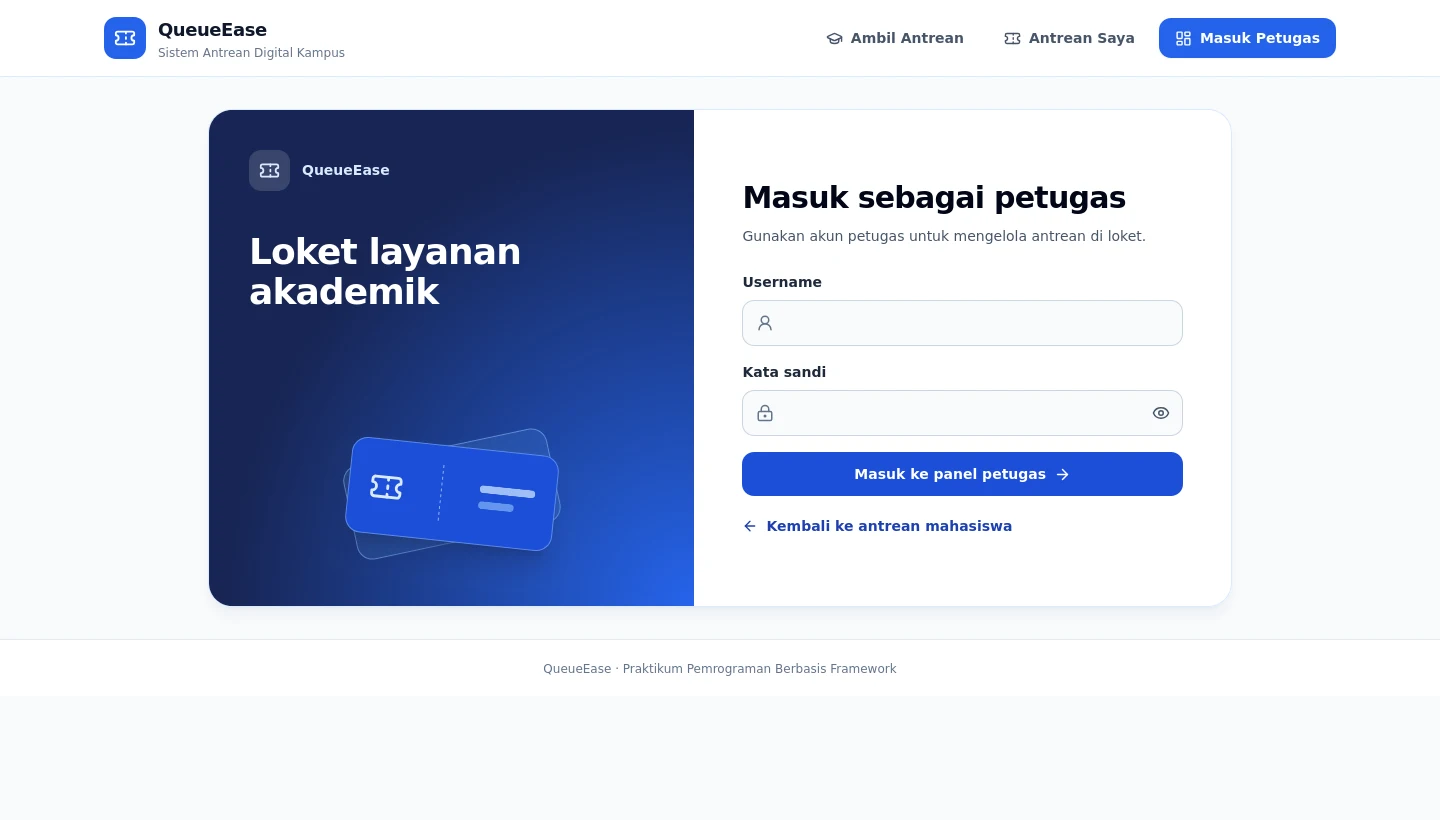 QueueEase
Sistem Antrean Digital Kampus
Ambil Antrean
Antrean Saya
Masuk Petugas
QueueEase
Loket layanan
akademik
Masuk sebagai petugas
Gunakan akun petugas untuk mengelola antrean di loket.
Username
Kata sandi
Masuk ke panel petugas
Kembali ke antrean mahasiswa
QueueEase · Praktikum Pemrograman Berbasis Framework